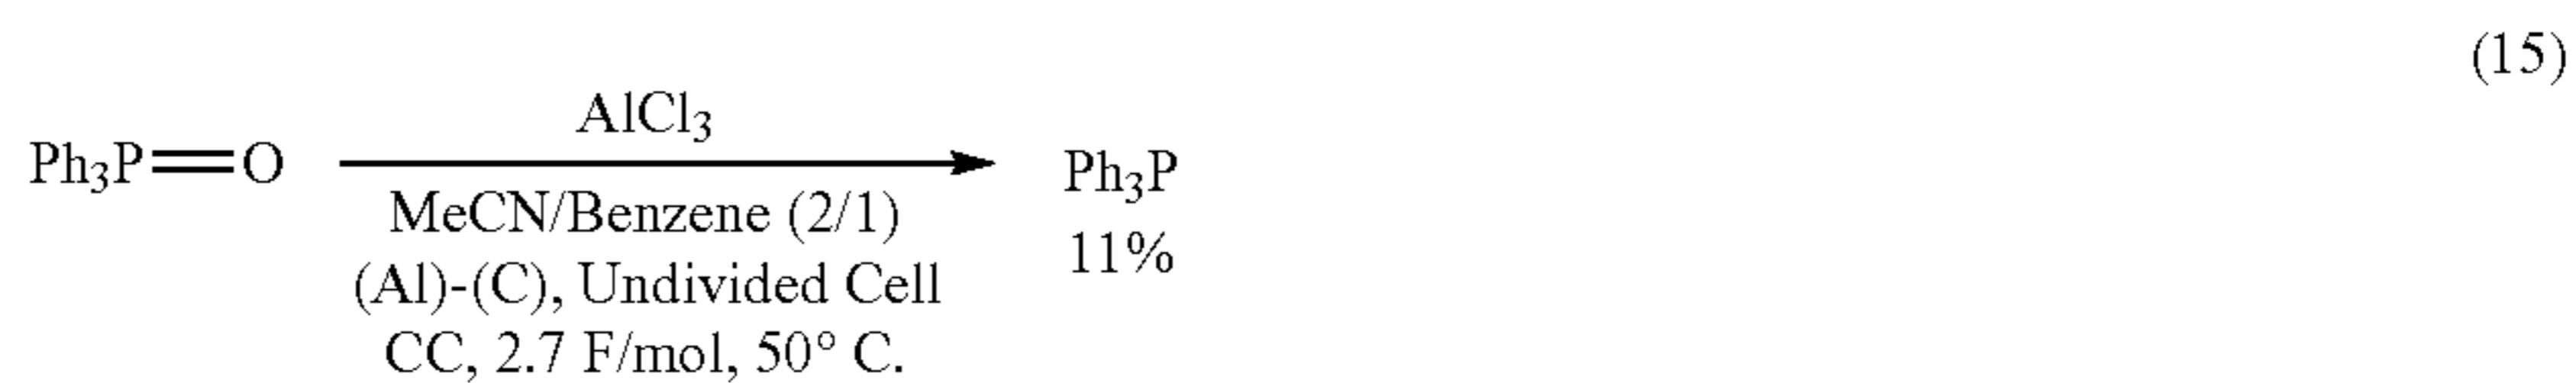 (15)
AlCl₃
Ph₃P=O
Ph₃P
MeCN/Benzene (2/1)
11%
(Al)-(C), Undivided Cell
CC, 2.7 F/mol, 50° C.